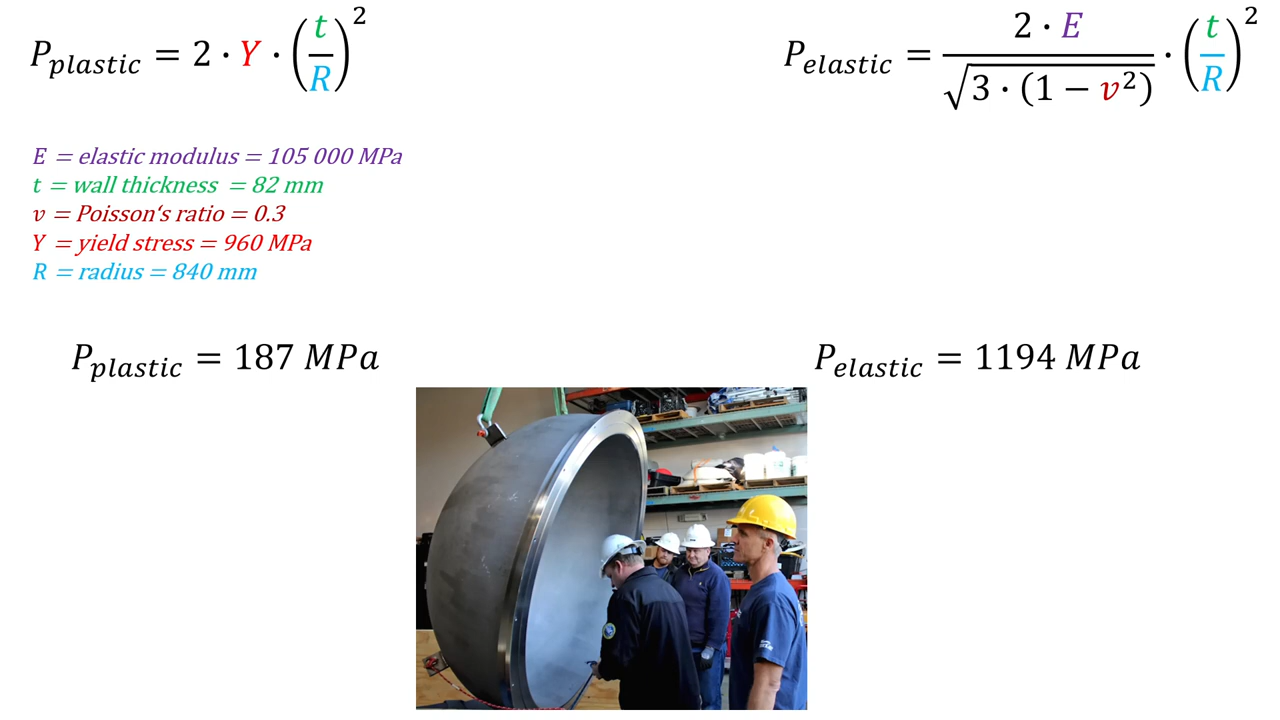 P_plastic = 2 · Y · (t/R)²
P_elastic = 2 · E / √(3 · (1 − v²)) · (t/R)²
E = elastic modulus = 105 000 MPa
t = wall thickness = 82 mm
v = Poisson's ratio = 0.3
Y = yield stress = 960 MPa
R = radius = 840 mm
P_plastic = 187 MPa
P_elastic = 1194 MPa